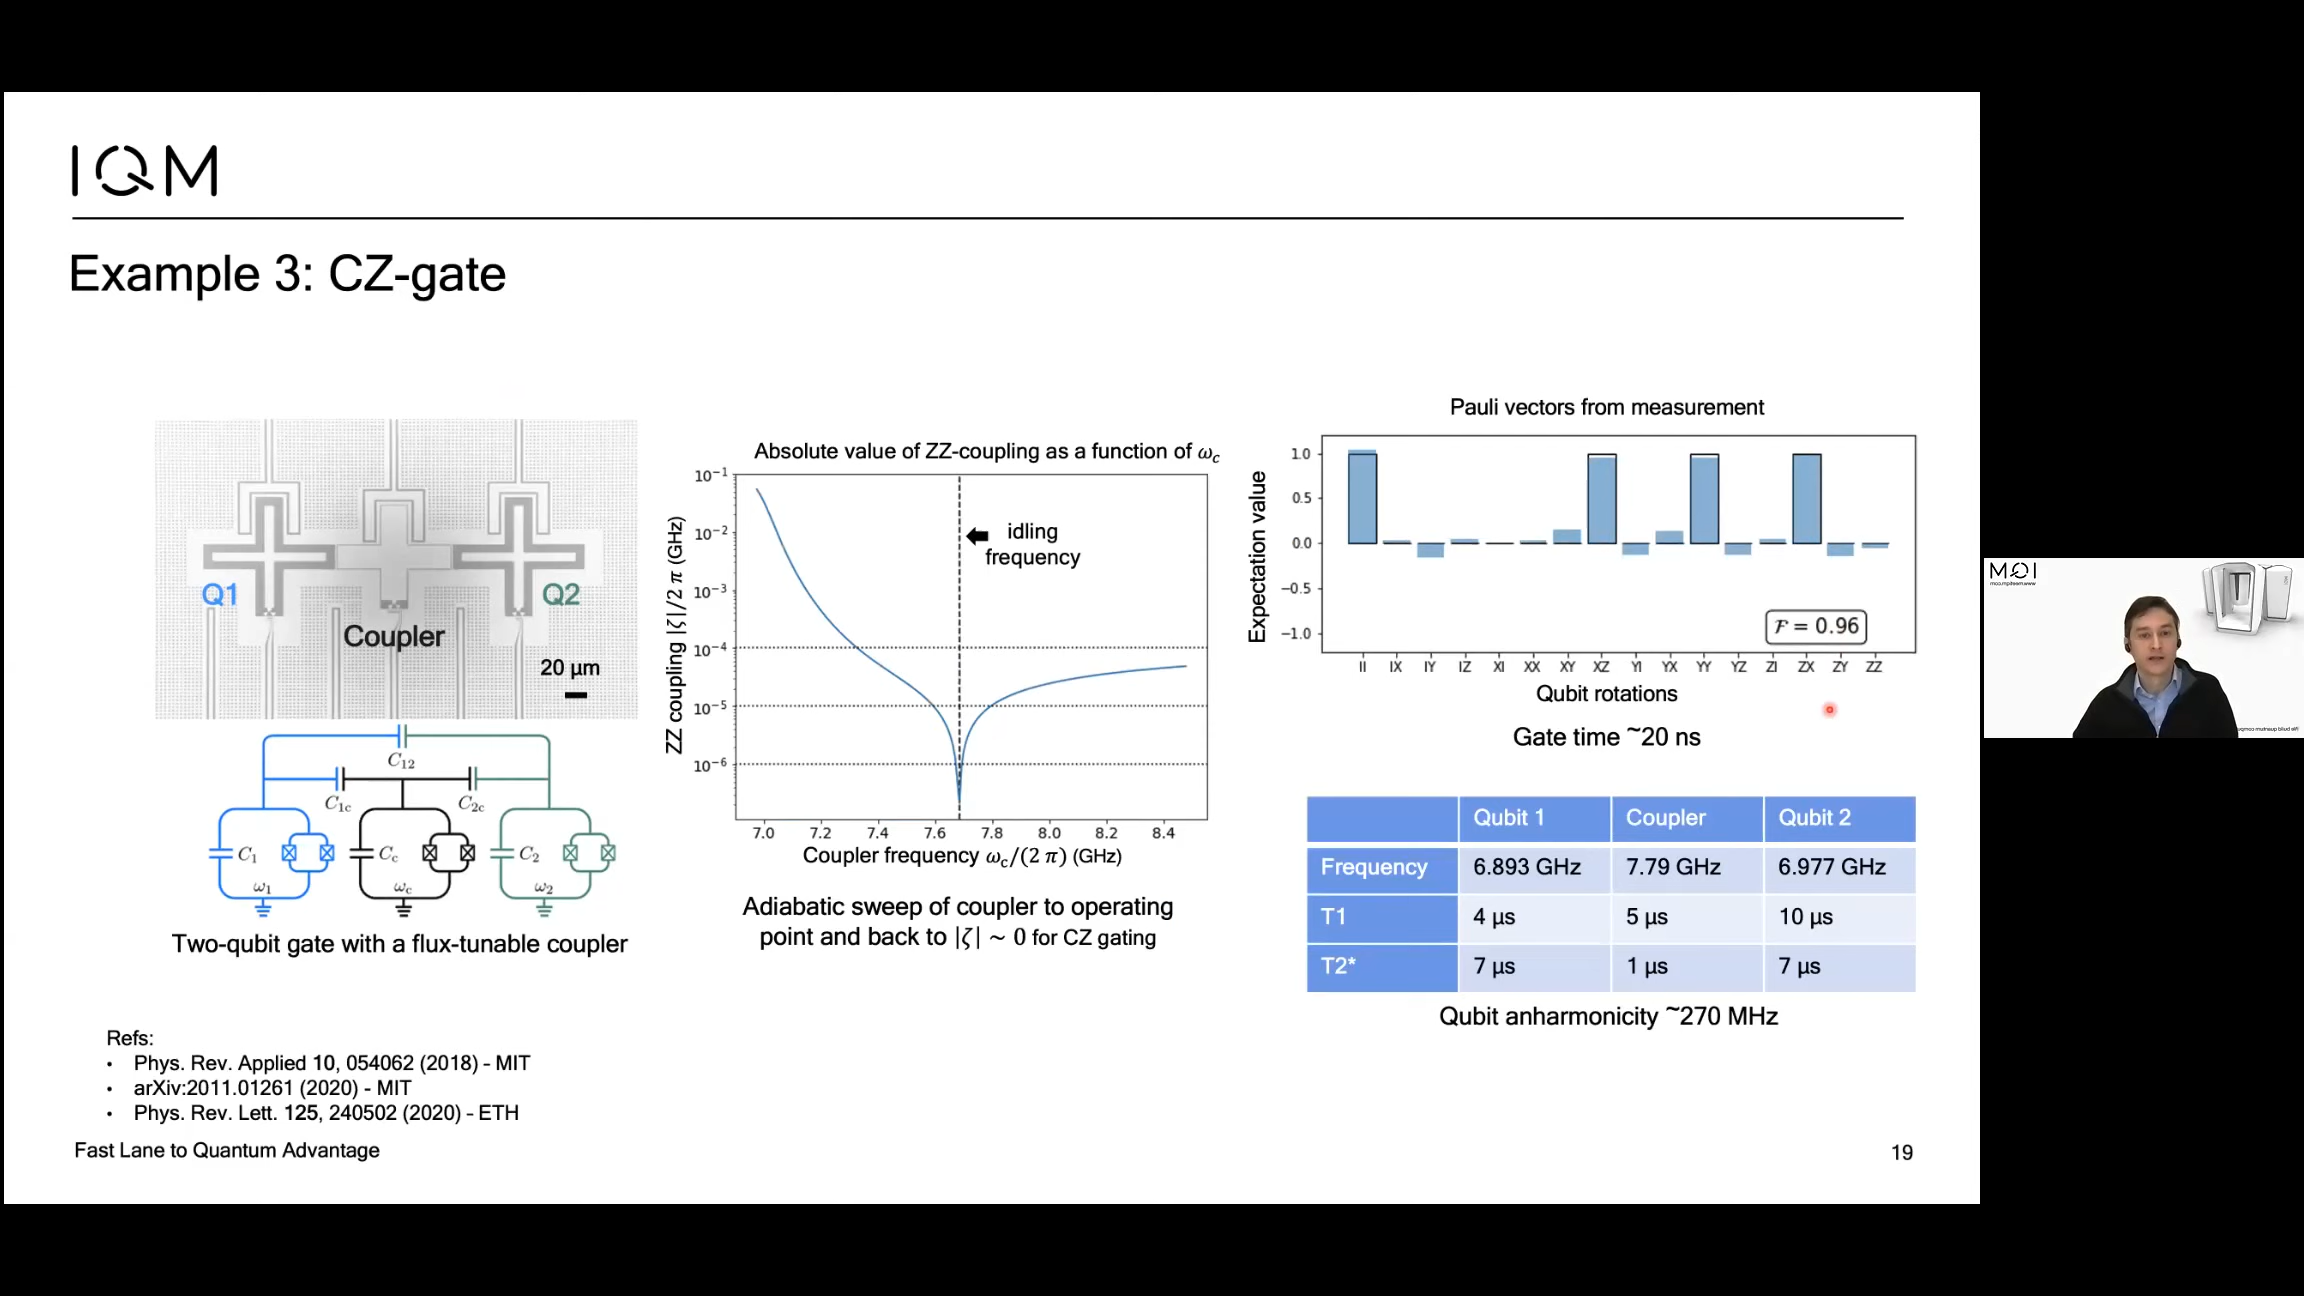 IQM
Example 3: CZ-gate
Q1
Q2
Coupler
20 μm
C12
C1c
C2c
C1
Cc
C2
ω1
ωc
ω2
Two-qubit gate with a flux-tunable coupler
Absolute value of ZZ-coupling as a function of ωc
ZZ coupling |ζ|/2 π (GHz)
10⁻¹
10⁻²
10⁻³
10⁻⁴
10⁻⁵
10⁻⁶
idling
frequency
7.0 7.2 7.4 7.6 7.8 8.0 8.2 8.4
Coupler frequency ωc/(2 π) (GHz)
Adiabatic sweep of coupler to operating
point and back to |ζ| ~ 0 for CZ gating
Pauli vectors from measurement
Expectation value
1.0
0.5
0.0
−0.5
−1.0
F = 0.96
II IX IY IZ XI XX XY XZ YI YX YY YZ ZI ZX ZY ZZ
Qubit rotations
Gate time ~20 ns
Qubit 1 Coupler Qubit 2
Frequency 6.893 GHz 7.79 GHz 6.977 GHz
T1 4 μs 5 μs 10 μs
T2* 7 μs 1 μs 7 μs
Qubit anharmonicity ~270 MHz
Refs:
• Phys. Rev. Applied 10, 054062 (2018) - MIT
• arXiv:2011.01261 (2020) - MIT
• Phys. Rev. Lett. 125, 240502 (2020) - ETH
Fast Lane to Quantum Advantage
19
IQM